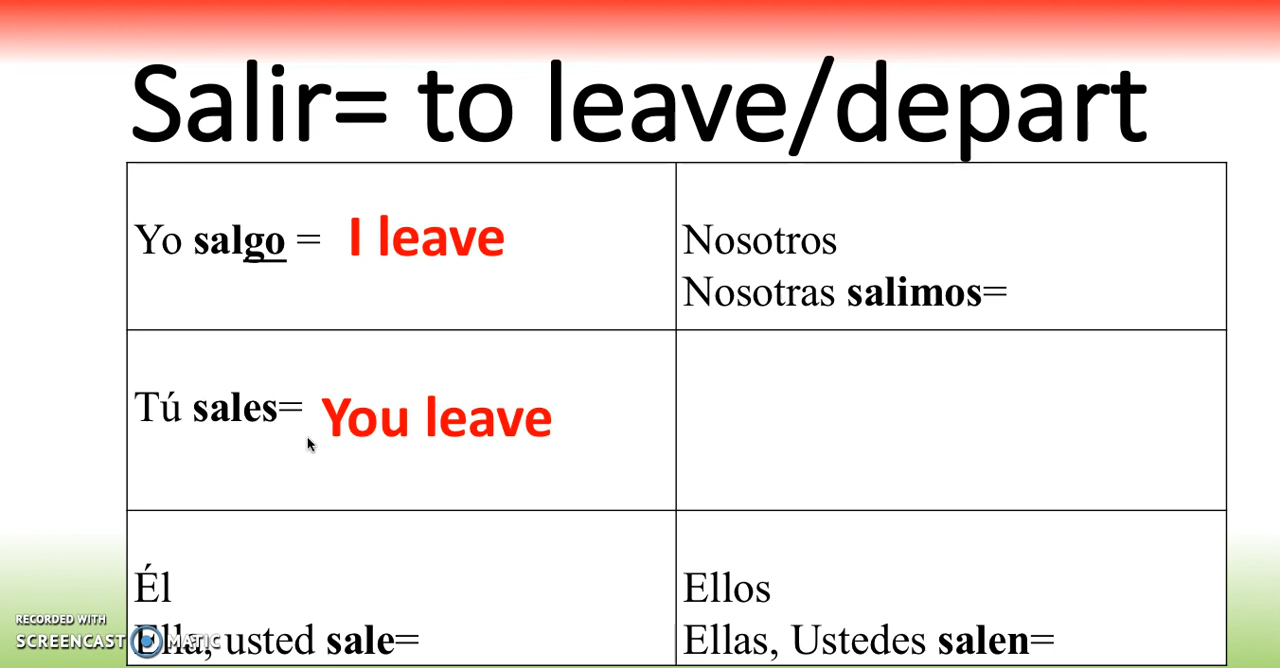 Salir= to leave/depart
Yo salgo = I leave
Nosotros
Nosotras salimos=
Tú sales= You leave
Él
Ella, usted sale=
Ellos
Ellas, Ustedes salen=
RECORDED WITH
SCREENCAST MATIC